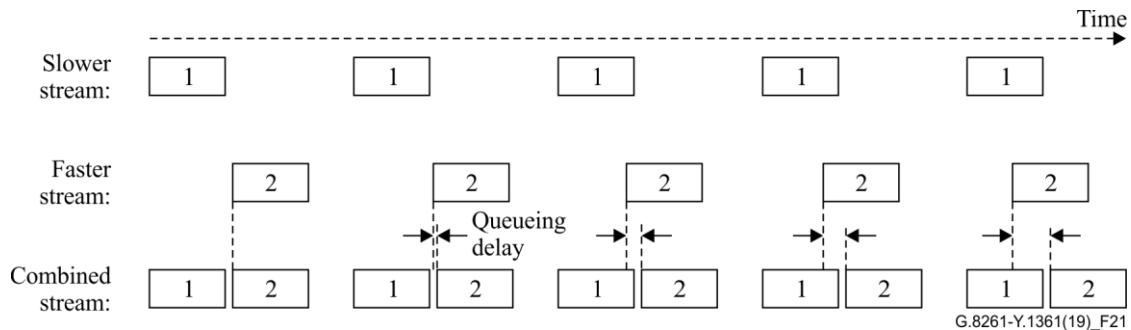 Time
Slower
stream:
1 1 1 1 1
Faster
stream:
2 2 2 2 2
Queueing
delay
Combined
stream:
1 2 1 2 1 2 1 2 1 2
G.8261-Y.1361(19)_F21